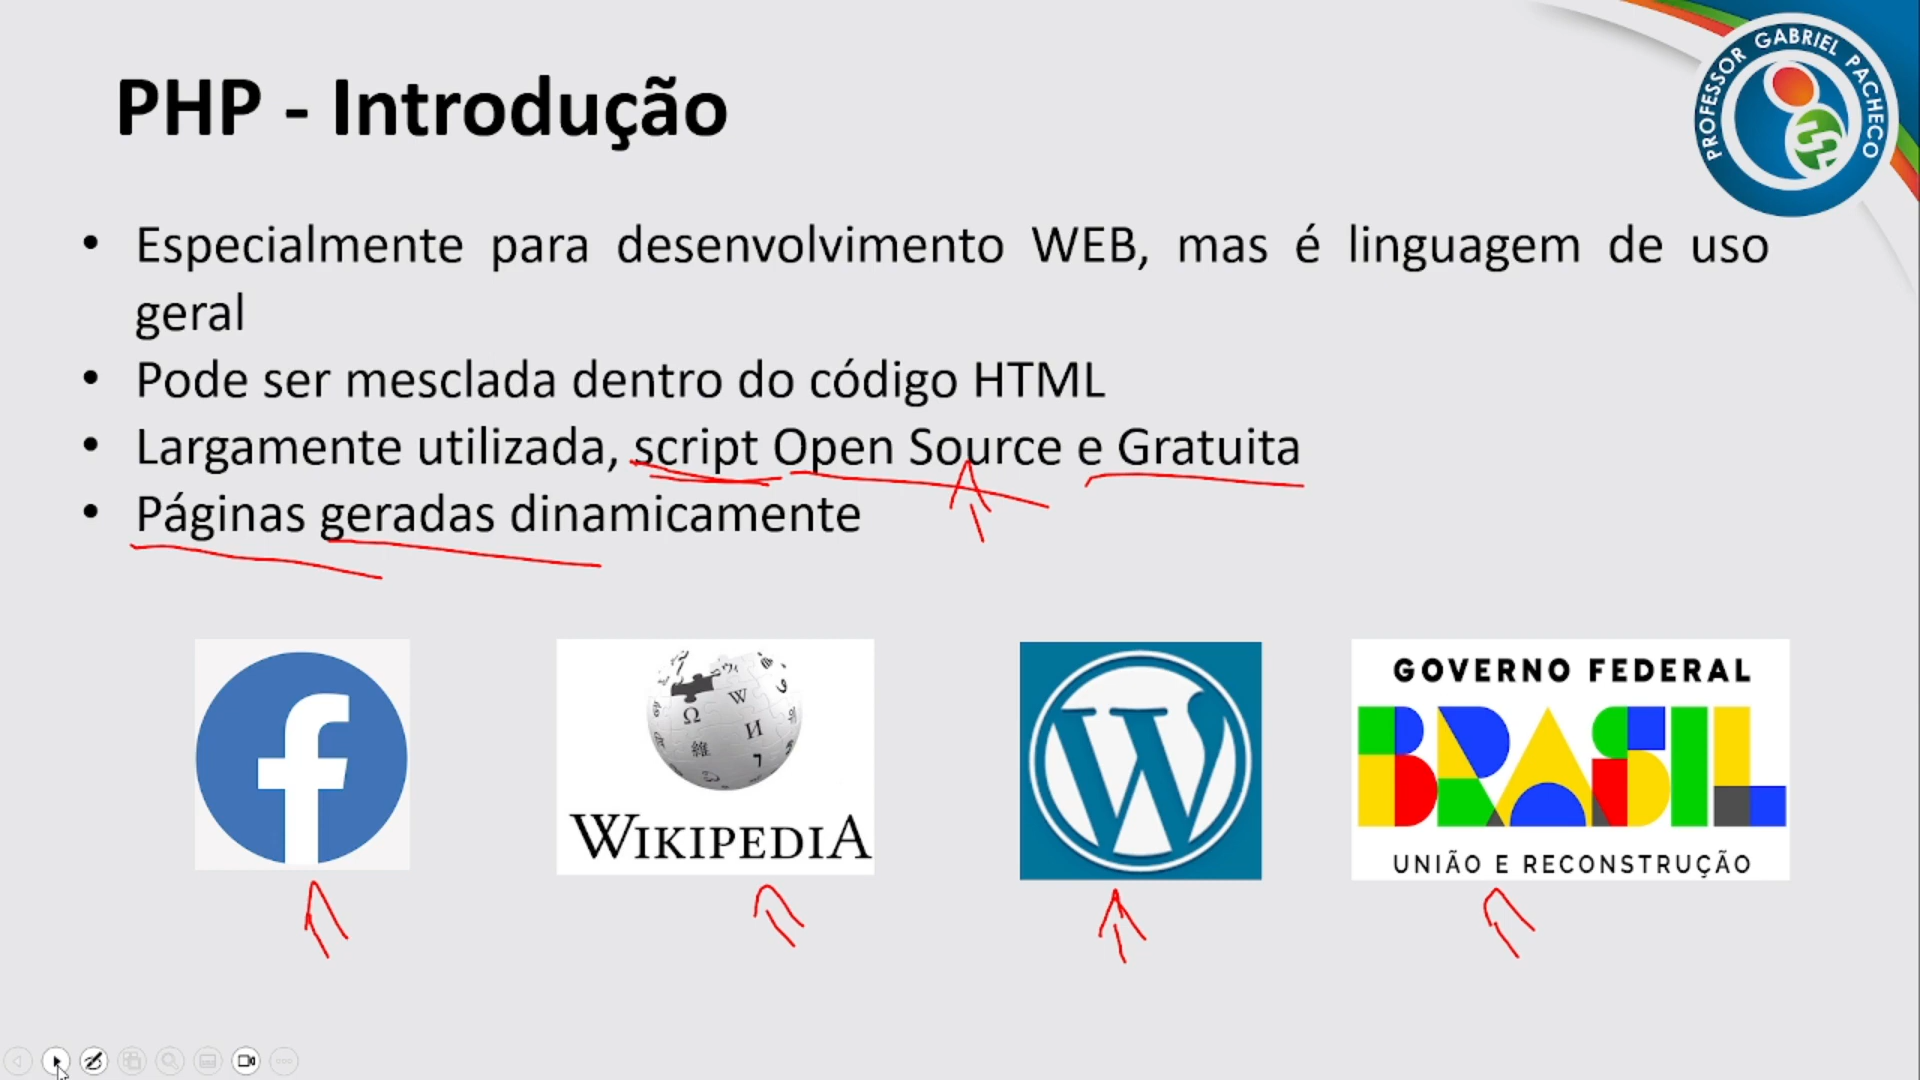 PROFESSOR GABRIEL PACHECO
PHP - Introdução
• Especialmente para desenvolvimento WEB, mas é linguagem de uso
geral
• Pode ser mesclada dentro do código HTML
• Largamente utilizada, script Open Source e Gratuita
• Páginas geradas dinamicamente
WIKIPEDIA
GOVERNO FEDERAL
BRASIL
UNIÃO E RECONSTRUÇÃO